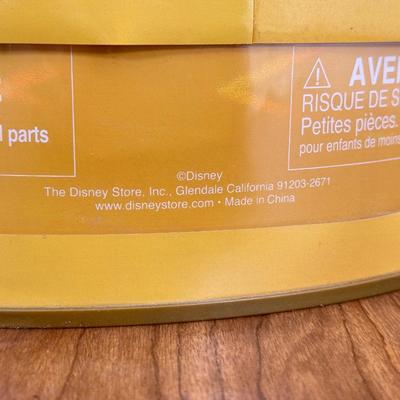 parts
AVE
RISQUE DE S
Petites pièces.
pour enfants de moins
©Disney
The Disney Store, Inc., Glendale California 91203-2671
www.disneystore.com • Made in China